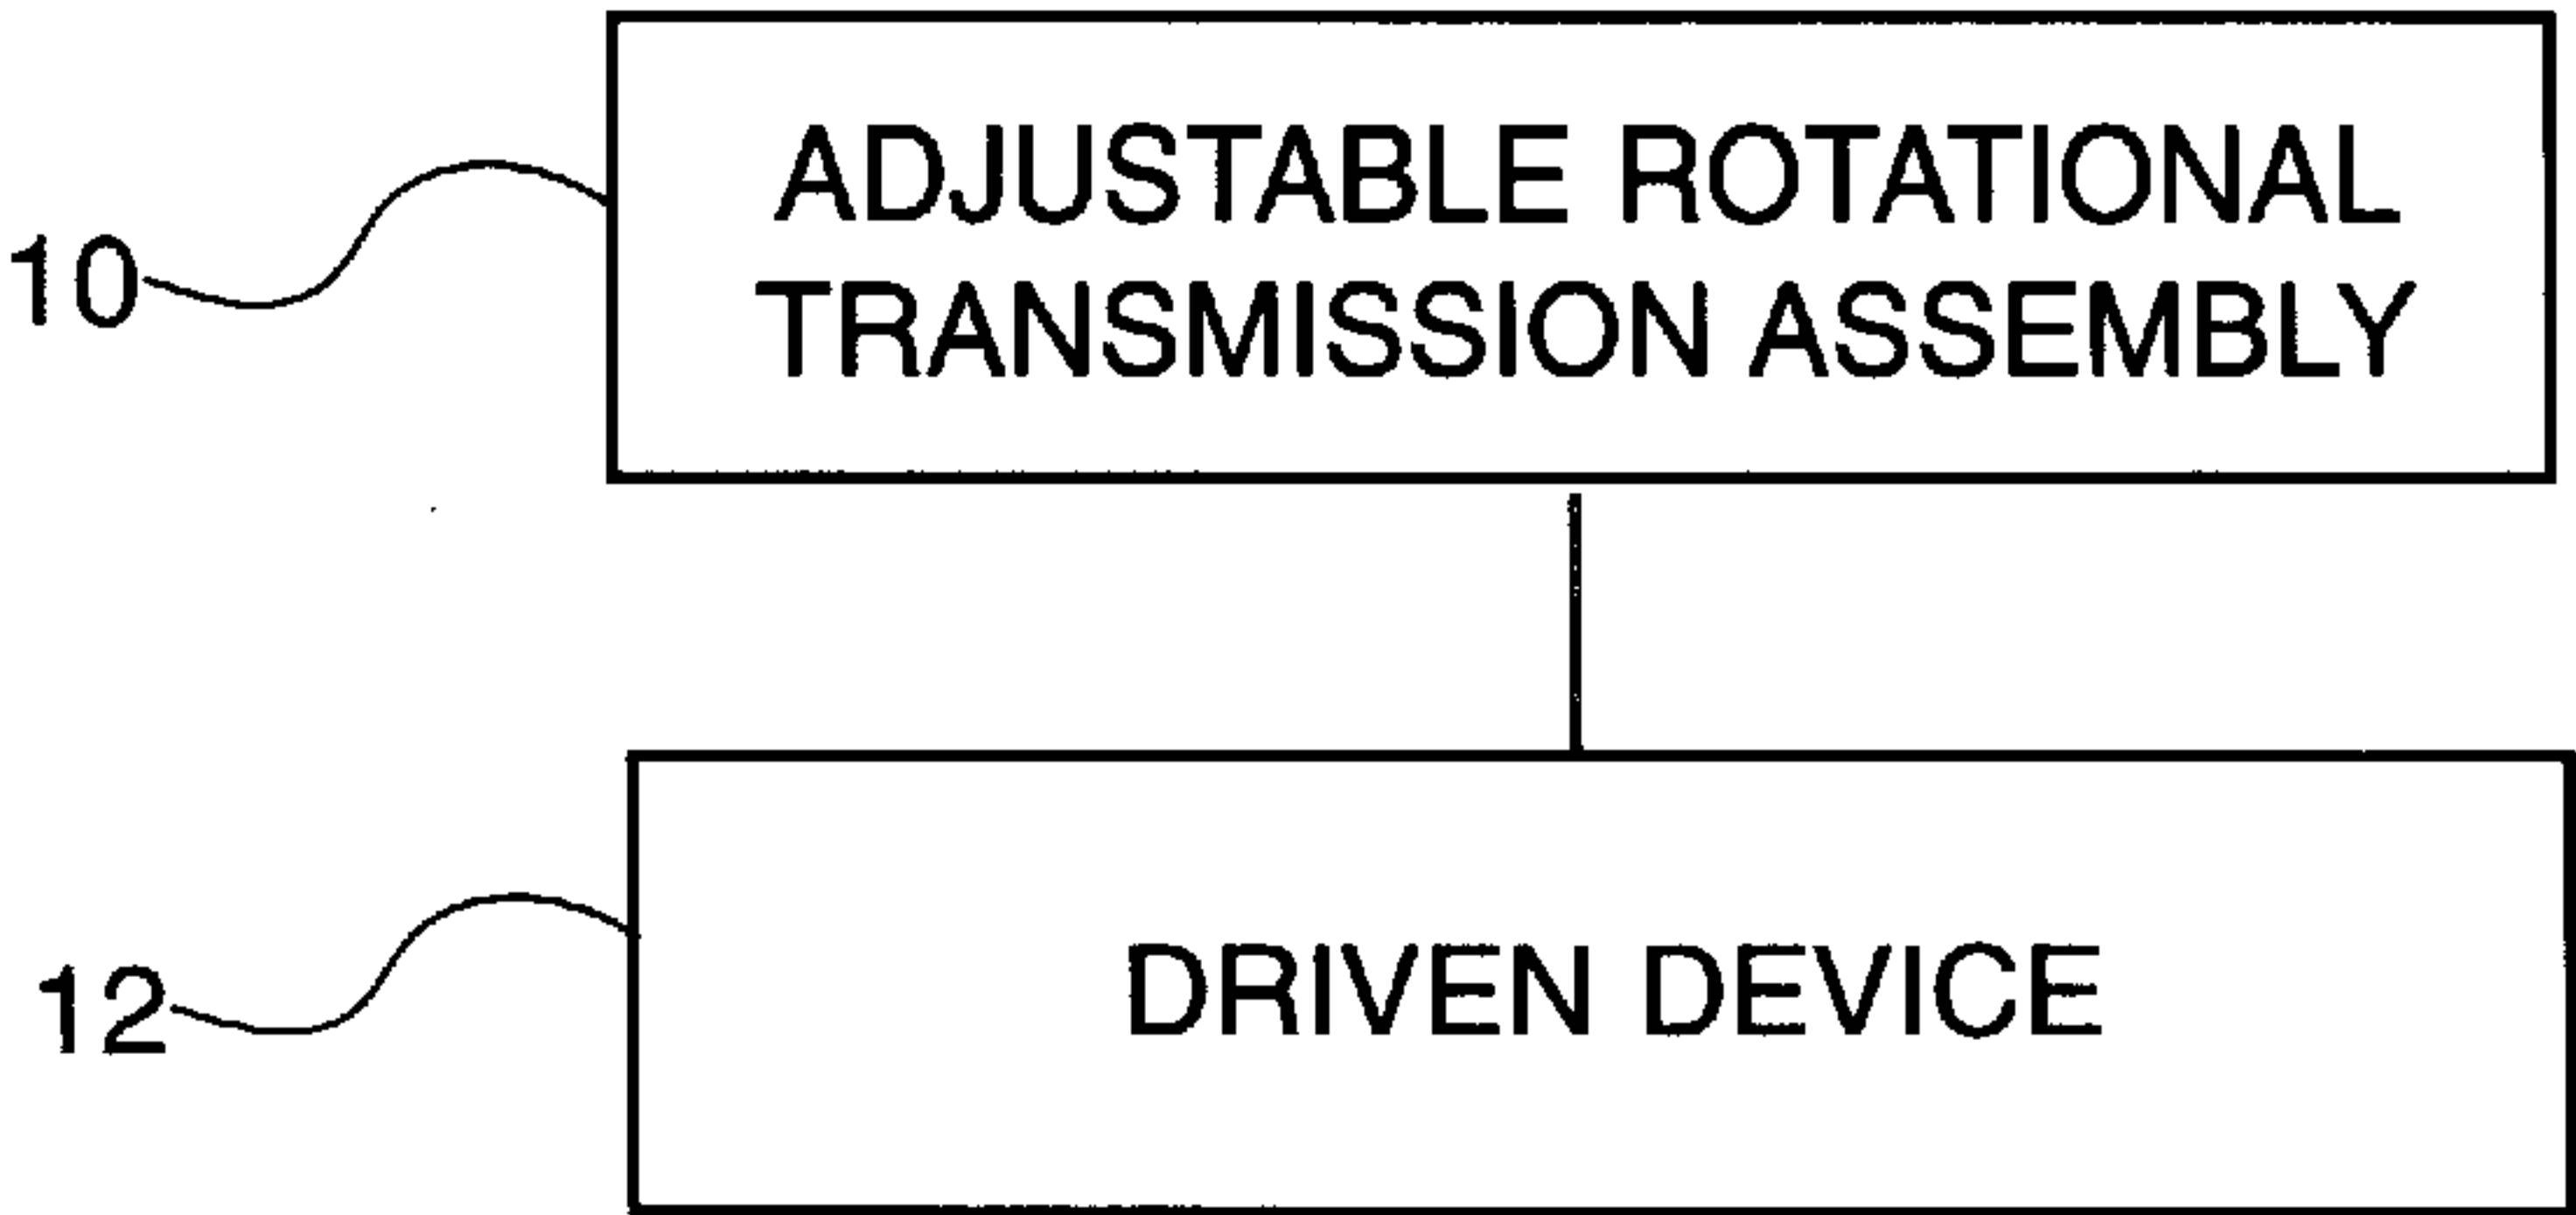 10
ADJUSTABLE ROTATIONAL
TRANSMISSION ASSEMBLY
12
DRIVEN DEVICE